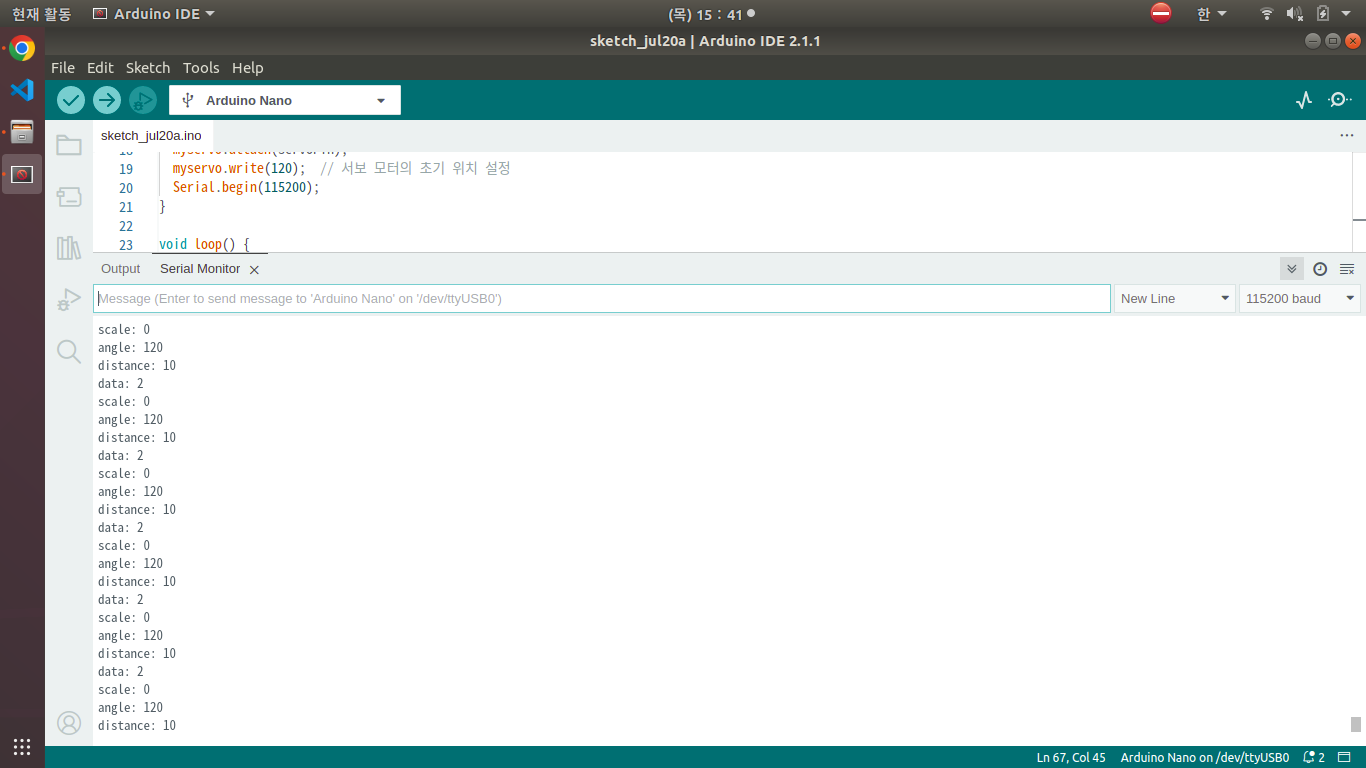 현재 활동 Arduino IDE (목) 15 : 41 한
sketch_jul20a | Arduino IDE 2.1.1
File Edit Sketch Tools Help
Arduino Nano
sketch_jul20a.ino
18 myservo.attach(servoPin);
19 myservo.write(120); // 서보 모터의 초기 위치 설정
20 Serial.begin(115200);
21 }
22
23 void loop() {
Output Serial Monitor
Message (Enter to send message to 'Arduino Nano' on '/dev/ttyUSB0') New Line 115200 baud
scale: 0
angle: 120
distance: 10
data: 2
scale: 0
angle: 120
distance: 10
data: 2
scale: 0
angle: 120
distance: 10
data: 2
scale: 0
angle: 120
distance: 10
data: 2
scale: 0
angle: 120
distance: 10
data: 2
scale: 0
angle: 120
distance: 10
Ln 67, Col 45 Arduino Nano on /dev/ttyUSB0 2